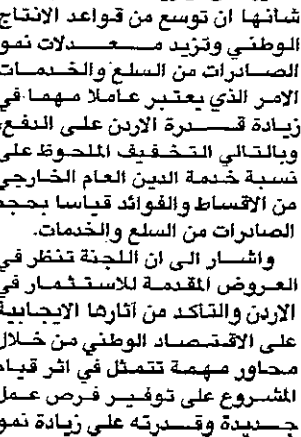 شانها ان توسع من قواعد الانتاج
الوطني وتزيد معدلات نمو
الصادرات من السلع والخدمات
الامر الذي يعتبر عاملا مهما في
زيادة قدرة الاردن على الدفع،
وبالتالي التخفيف الملحوظ على
نسبة خدمة الدين العام الخارجي
من الاقساط والفوائد قياسا بحجم
الصادرات من السلع والخدمات.
واشار الى ان اللجنة تنظر في
العروض المقدمة للاستثمار في
الاردن والتاكد من آثارها الايجابية
على الاقتصاد الوطني من خلال
محاور مهمة تتمثل في اثر قيام
المشروع على توفير فرص عمل
جديدة وقدرته على زيادة نمو